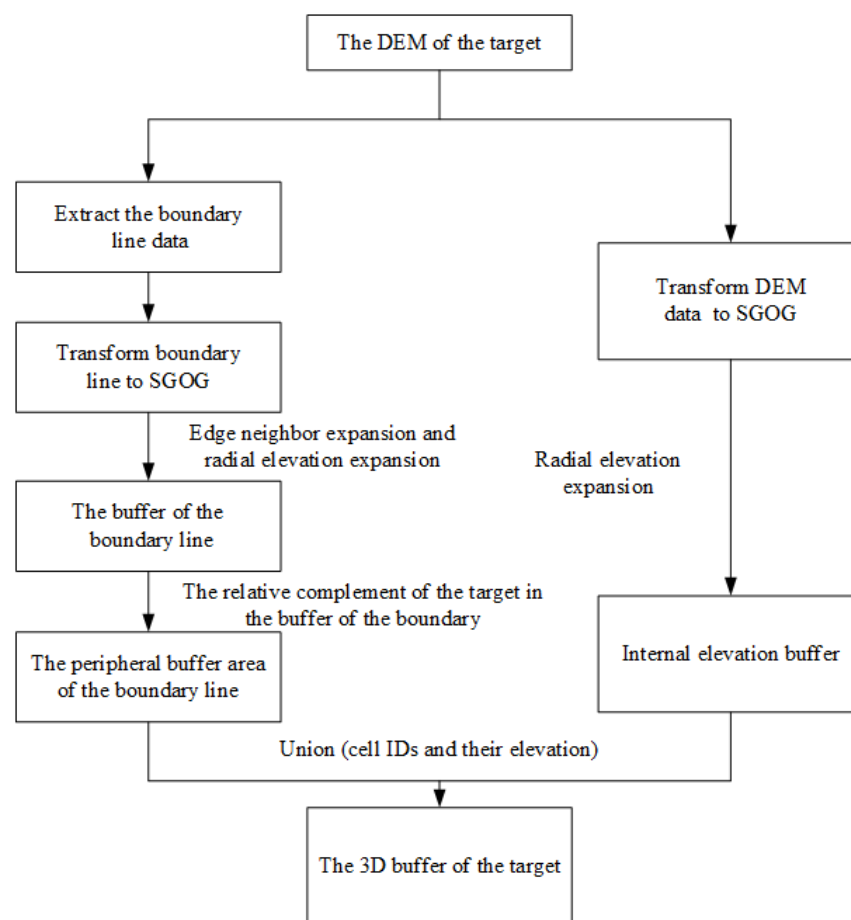 The DEM of the target
Extract the boundary
line data
Transform DEM
data to SGOG
Transform boundary
line to SGOG
Edge neighbor expansion and
radial elevation expansion
Radial elevation
expansion
The buffer of the
boundary line
The relative complement of the target in
the buffer of the boundary
The peripheral buffer area
of the boundary line
Internal elevation buffer
Union (cell IDs and their elevation)
The 3D buffer of the target